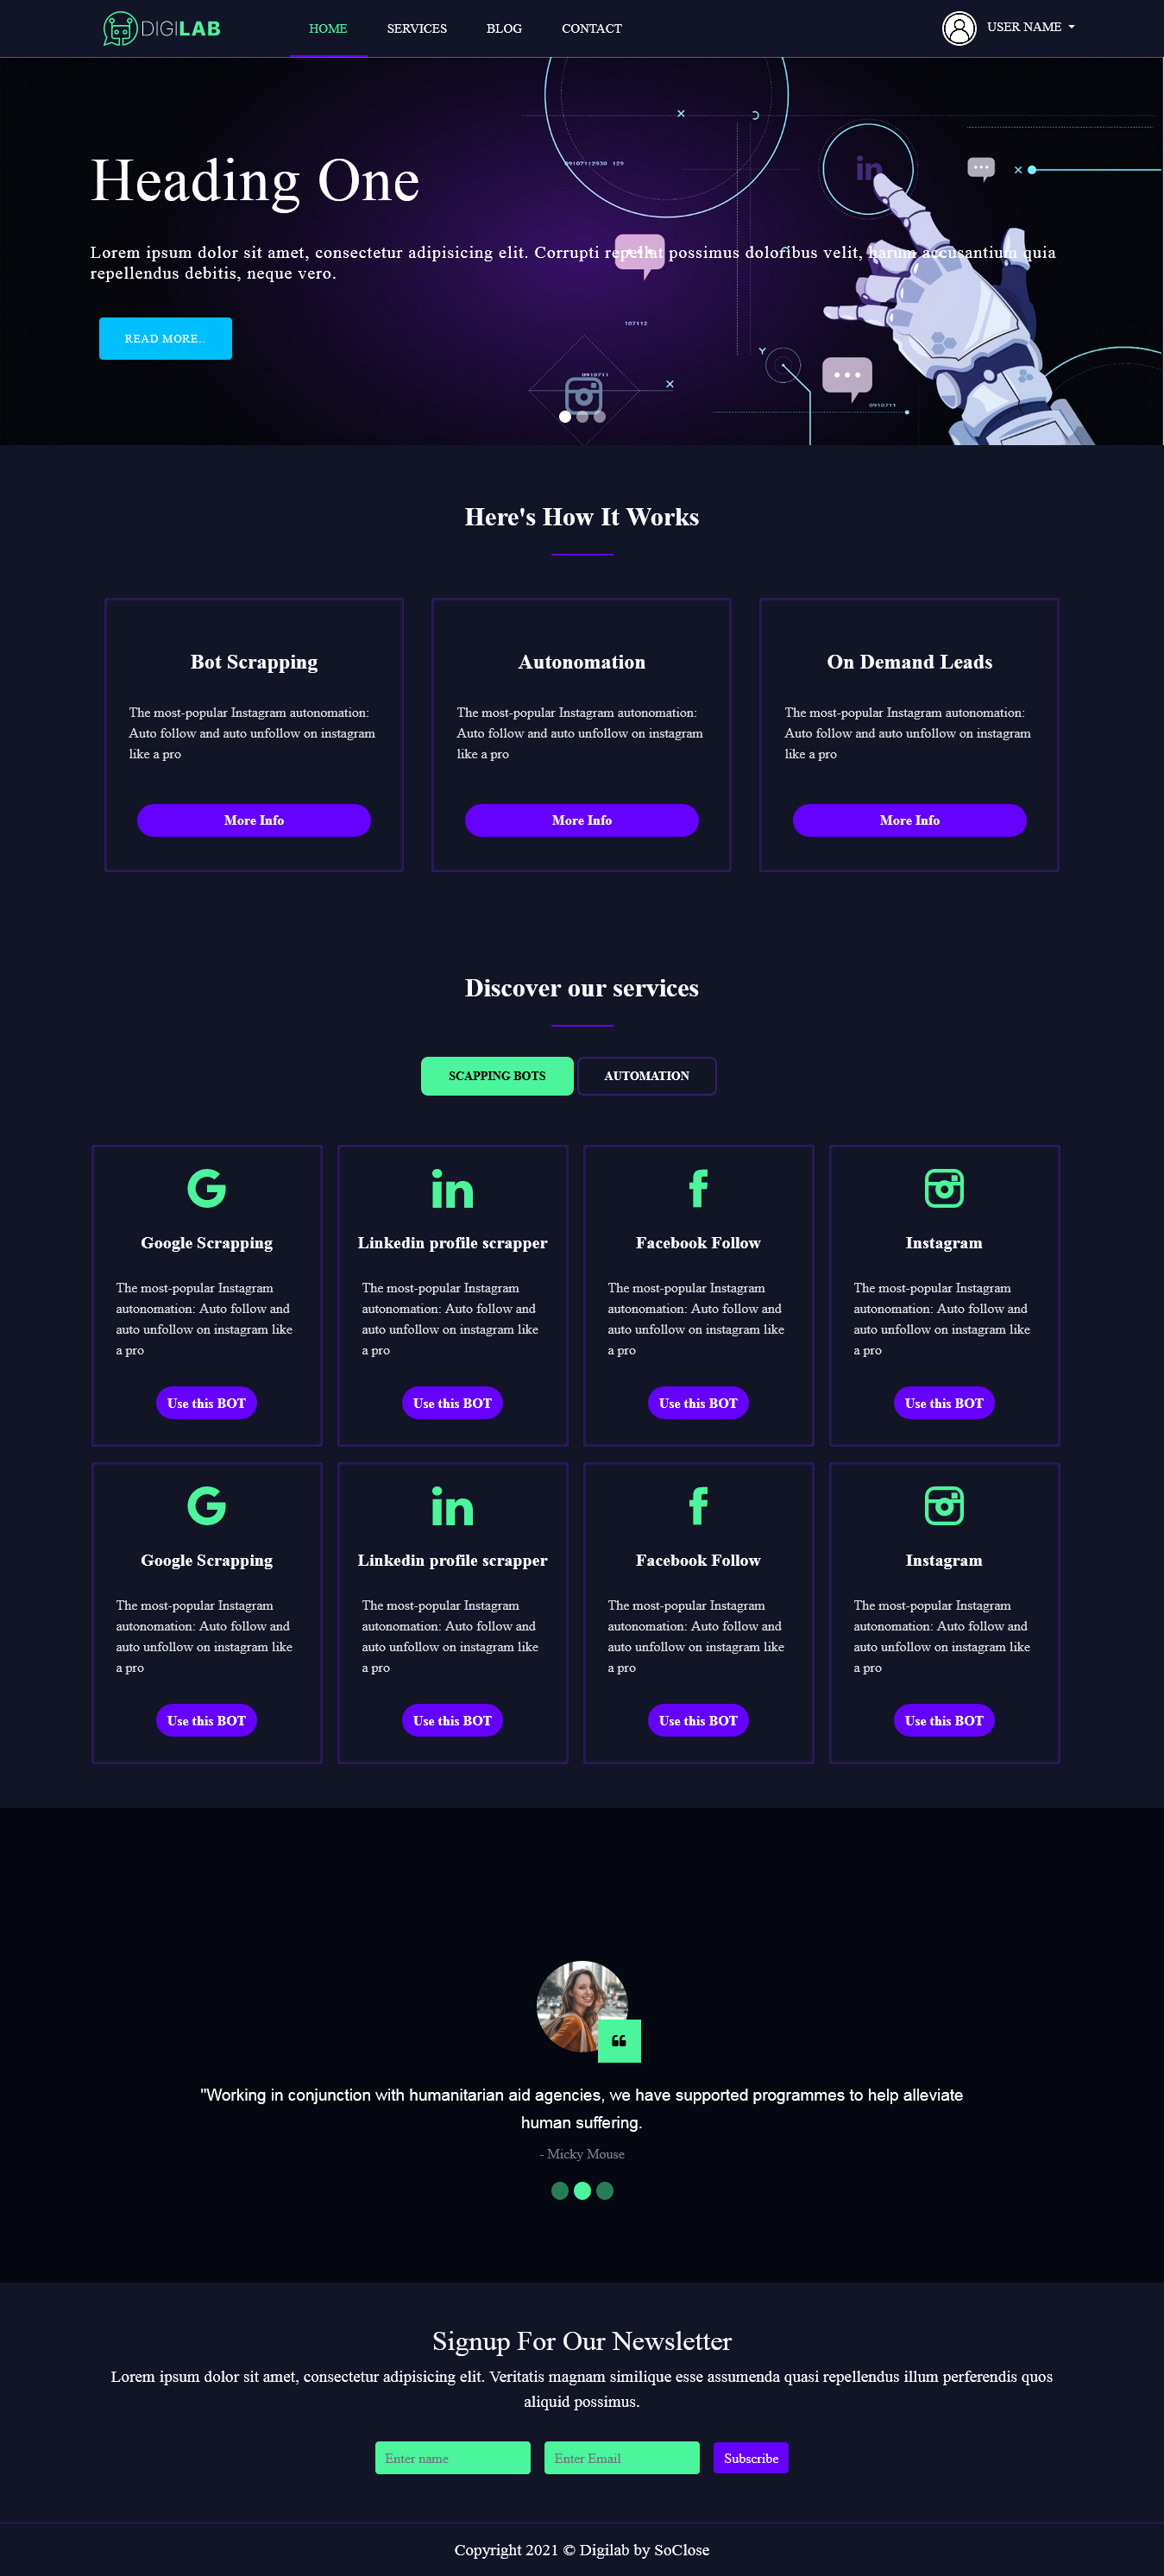 DIGILAB
HOME
SERVICES
BLOG
CONTACT
USER NAME
in
09107112930 129
Heading One
Lorem ipsum dolor sit amet, consectetur adipisicing elit. Corrupti repellat possimus doloribus velit, harum accusantium quia
repellendus debitis, neque vero.
107112
READ MORE..
0910711
0910711
Here's How It Works
Bot Scrapping
Autonomation
On Demand Leads
The most-popular Instagram autonomation:
Auto follow and auto unfollow on instagram
like a pro
The most-popular Instagram autonomation:
Auto follow and auto unfollow on instagram
like a pro
The most-popular Instagram autonomation:
Auto follow and auto unfollow on instagram
like a pro
More Info
More Info
More Info
Discover our services
SCAPPING BOTS
AUTOMATION
G
in
f
Google Scrapping
Linkedin profile scrapper
Facebook Follow
Instagram
The most-popular Instagram
autonomation: Auto follow and
auto unfollow on instagram like
a pro
The most-popular Instagram
autonomation: Auto follow and
auto unfollow on instagram like
a pro
The most-popular Instagram
autonomation: Auto follow and
auto unfollow on instagram like
a pro
The most-popular Instagram
autonomation: Auto follow and
auto unfollow on instagram like
a pro
Use this BOT
Use this BOT
Use this BOT
Use this BOT
G
in
f
Google Scrapping
Linkedin profile scrapper
Facebook Follow
Instagram
The most-popular Instagram
autonomation: Auto follow and
auto unfollow on instagram like
a pro
The most-popular Instagram
autonomation: Auto follow and
auto unfollow on instagram like
a pro
The most-popular Instagram
autonomation: Auto follow and
auto unfollow on instagram like
a pro
The most-popular Instagram
autonomation: Auto follow and
auto unfollow on instagram like
a pro
Use this BOT
Use this BOT
Use this BOT
Use this BOT
"Working in conjunction with humanitarian aid agencies, we have supported programmes to help alleviate
human suffering.
- Micky Mouse
Signup For Our Newsletter
Lorem ipsum dolor sit amet, consectetur adipisicing elit. Veritatis magnam similique esse assumenda quasi repellendus illum perferendis quos
aliquid possimus.
Enter name
Enter Email
Subscribe
Copyright 2021 © Digilab by SoClose